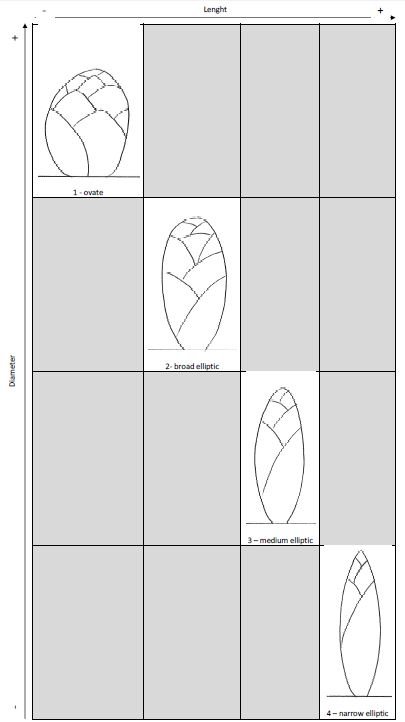 Lenght
- +
+
1 - ovate
2- broad elliptic
Diameter
3 – medium elliptic
4 – narrow elliptic
-